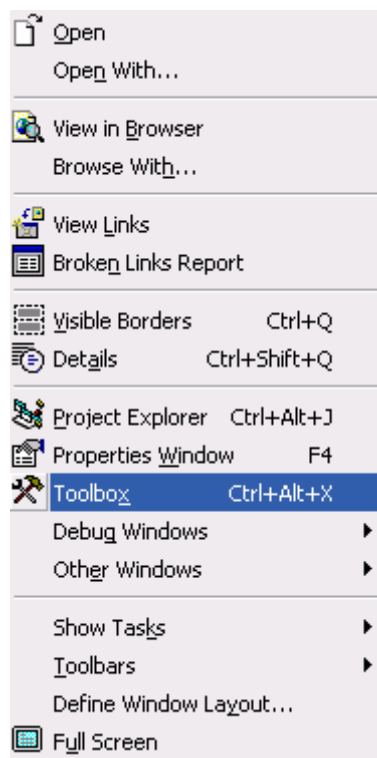 Open
Open With...
View in Browser
Browse With...
View Links
Broken Links Report
Visible Borders Ctrl+Q
Details Ctrl+Shift+Q
Project Explorer Ctrl+Alt+J
Properties Window F4
Toolbox Ctrl+Alt+X
Debug Windows
Other Windows
Show Tasks
Toolbars
Define Window Layout...
Full Screen